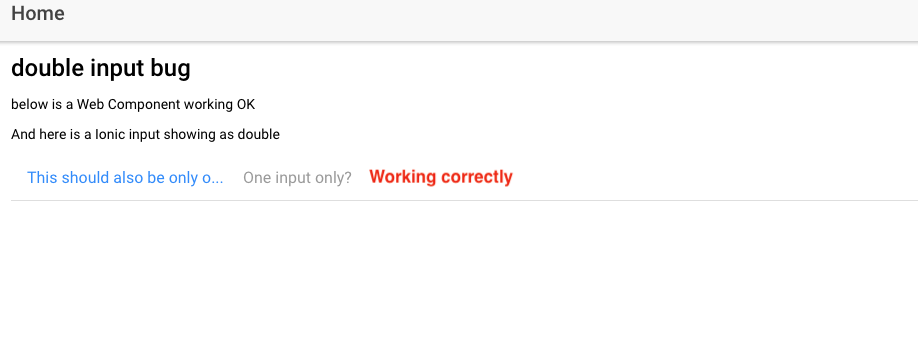 Home
double input bug
below is a Web Component working OK
And here is a Ionic input showing as double
This should also be only o... One input only? Working correctly